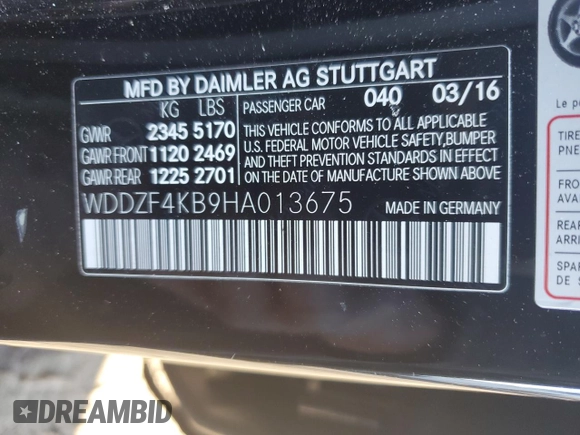 MFD BY DAIMLER AG STUTTGART
KG LBS
GVWR 2345 5170
GAWR FRONT 1120 2469
GAWR REAR 1225 2701
PASSENGER CAR 040 03/16
THIS VEHICLE CONFORMS TO ALL APPLICABLE
U.S. FEDERAL MOTOR VEHICLE SAFETY,BUMPER
AND THEFT PREVENTION STANDARDS IN EFFECT
ON THE DATE OF MANUFACTURE SHOWN ABOVE.
WDDZF4KB9HA013675 MADE IN GERMANY
Le p
TIRE
PNE
FRO
AVA
REAR
ARRI
SPA
DE S
DREAMBID